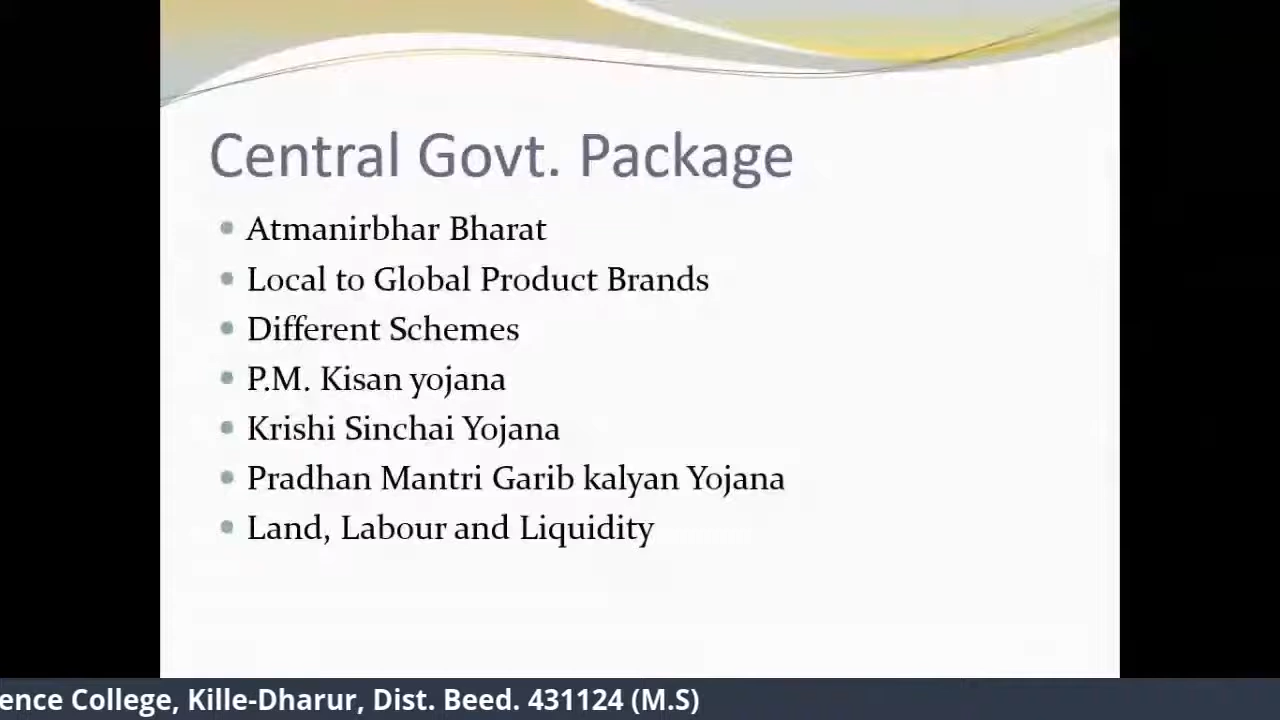 Central Govt. Package
Atmanirbhar Bharat
Local to Global Product Brands
Different Schemes
P.M. Kisan yojana
Krishi Sinchai Yojana
Pradhan Mantri Garib kalyan Yojana
Land, Labour and Liquidity
ence College, Kille-Dharur, Dist. Beed. 431124 (M.S)